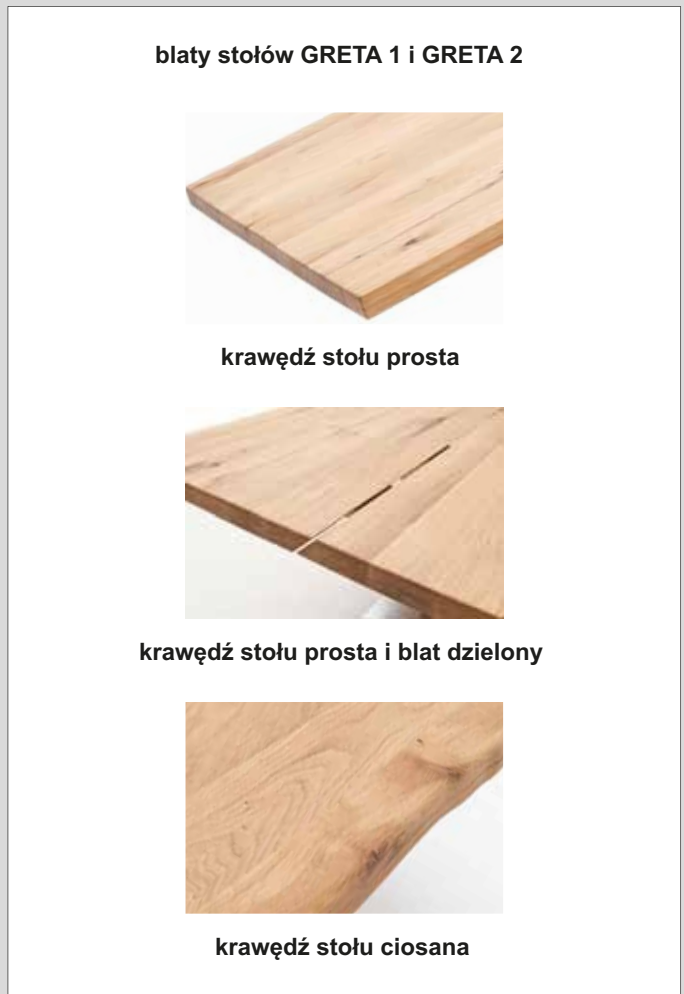 blaty stołów GRETA 1 i GRETA 2
krawędź stołu prosta
krawędź stołu prosta i blat dzielony
krawędź stołu ciosana